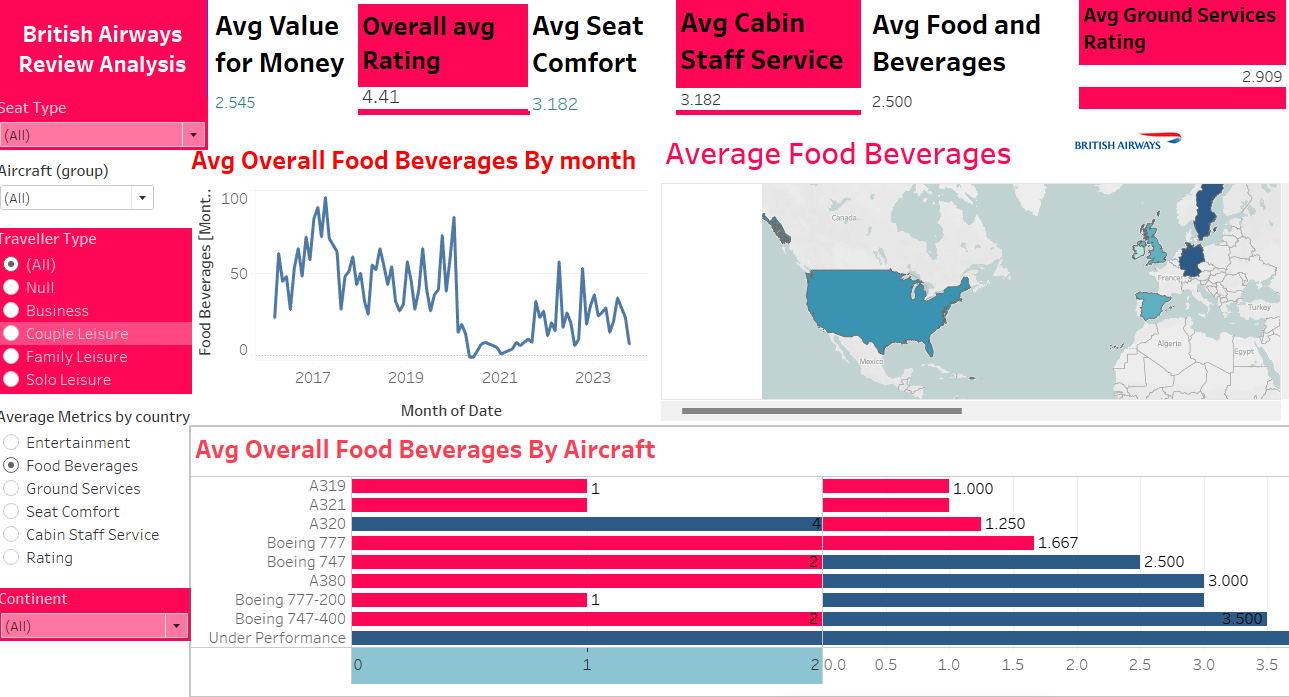 British Airways
Review Analysis
Avg Value
for Money
2.545
Overall avg
Rating
4.41
Avg Seat
Comfort
3.182
Avg Cabin
Staff Service
3.182
Avg Food and
Beverages
2.500
Avg Ground Services
Rating
2.909
Seat Type
(All)
Aircraft (group)
(All)
Traveller Type
(All)
Null
Business
Couple Leisure
Family Leisure
Solo Leisure
Average Metrics by country
Entertainment
Food Beverages
Ground Services
Seat Comfort
Cabin Staff Service
Rating
Continent
(All)
Avg Overall Food Beverages By month
Food Beverages [Mont..
100
50
0
2017 2019 2021 2023
Month of Date
Average Food Beverages
BRITISH AIRWAYS
Canada
France
Turkey
Algeria
Egypt
Mexico
Avg Overall Food Beverages By Aircraft
A319 1 1.000
A321
A320 4 1.250
Boeing 777 1.667
Boeing 747 2 2.500
A380 3.000
Boeing 777-200 1
Boeing 747-400 2 3.500
Under Performance
0 1 2 0.0 0.5 1.0 1.5 2.0 2.5 3.0 3.5